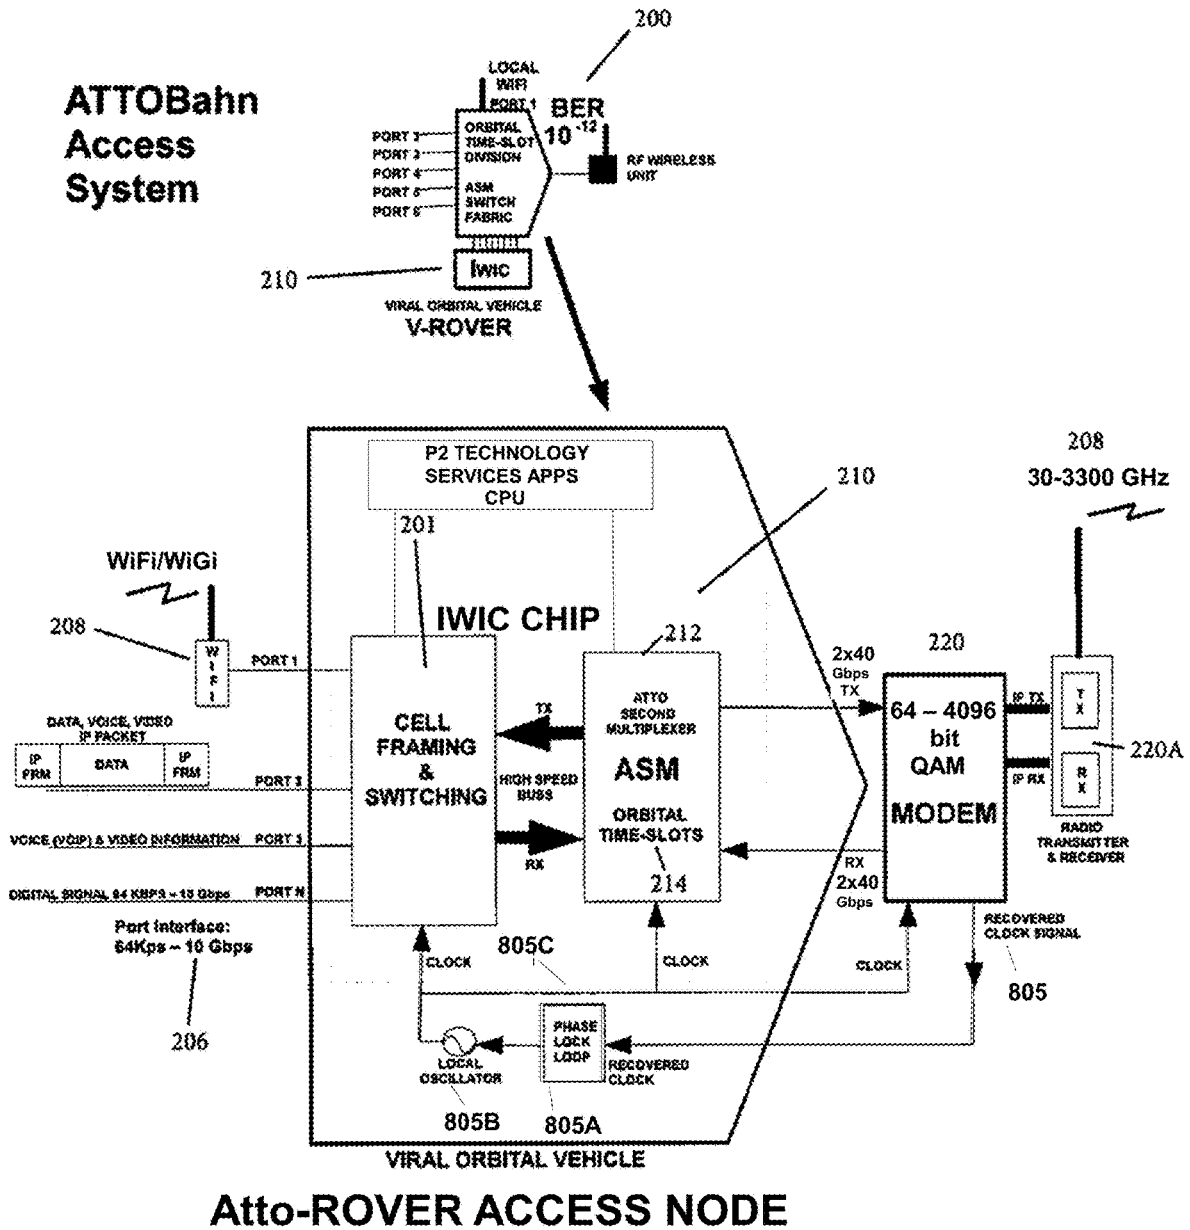 200
ATTOBahn
Access
System
LOCAL
WIFI
PORT 1
BER
10 -12
PORT 2
PORT 3
PORT 4
PORT 5
PORT 6
ORBITAL
TIME-SLOT
DIVISION
ASM
SWITCH
FABRIC
RF WIRELESS
UNIT
210
IWIC
VIRAL ORBITAL VEHICLE
V-ROVER
P2 TECHNOLOGY
SERVICES APPS
CPU
208
30-3300 GHz
210
201
WiFi/WiGi
208
WIFI
PORT 1
IWIC CHIP
212
2x40
Gbps
TX
220
DATA, VOICE, VIDEO
IP PACKET
IP
FRM
DATA
IP
FRM
CELL
FRAMING
&
SWITCHING
TX
HIGH SPEED
BUSS
RX
ATTO
SECOND
MULTIPLEXER
ASM
ORBITAL
TIME-SLOTS
214
64 – 4096
bit
QAM
MODEM
IP TX
IP RX
TX
RX
220A
RADIO
TRANSMITTER
& RECEIVER
VOICE (VOIP) & VIDEO INFORMATION
PORT 3
DIGITAL SIGNAL 64 KBPS – 10 Gbps
PORT N
RX
2x40
Gbps
Port Interface:
64Kps – 10 Gbps
206
CLOCK
805C
CLOCK
CLOCK
RECOVERED
CLOCK SIGNAL
805
PHASE
LOCK
LOOP
LOCAL
OSCILLATOR
RECOVERED
CLOCK
805B
805A
VIRAL ORBITAL VEHICLE
Atto-ROVER ACCESS NODE